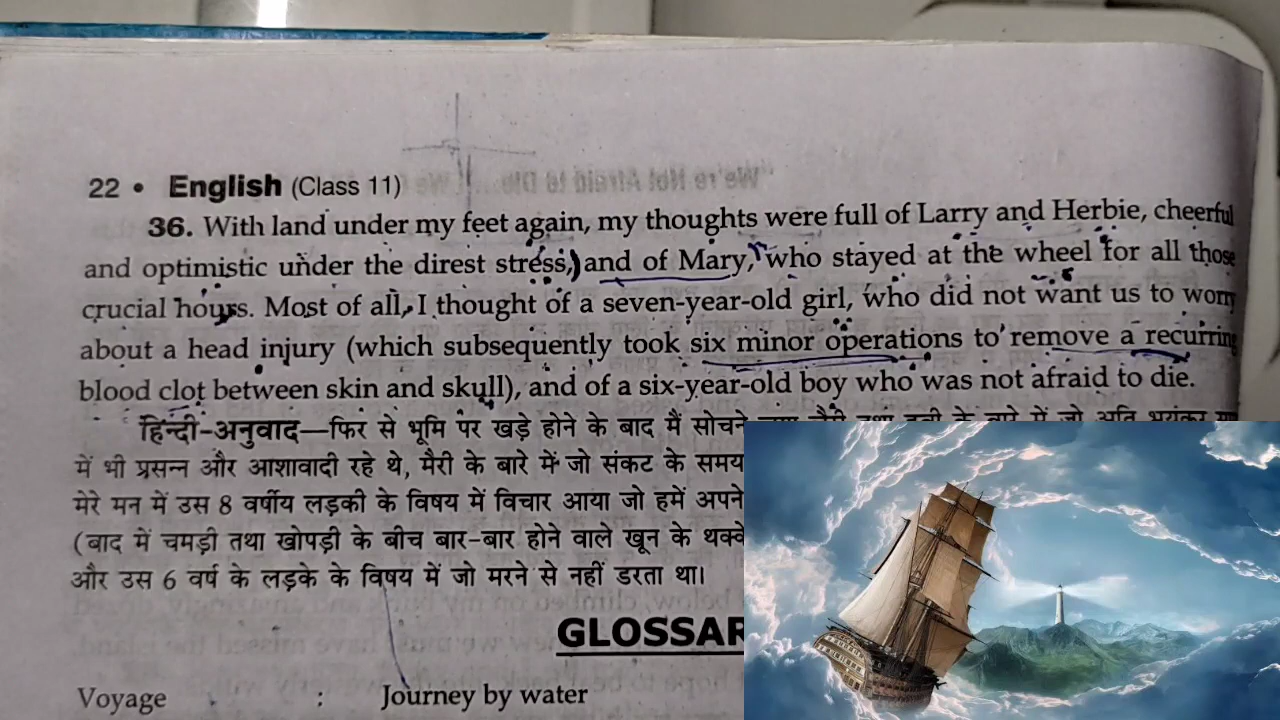 22 • English (Class 11)
36. With land under my feet again, my thoughts were full of Larry and Herbie, cheerful
and optimistic under the direst stress, and of Mary, who stayed at the wheel for all those
crucial hours. Most of all, I thought of a seven-year-old girl, who did not want us to worry
about a head injury (which subsequently took six minor operations to remove a recurring
blood clot between skin and skull), and of a six-year-old boy who was not afraid to die.
हिन्दी-अनुवाद—फिर से भूमि पर खड़े होने के बाद मैं सोचने
में भी प्रसन्न और आशावादी रहे थे, मैरी के बारे में जो संकट के समय
मेरे मन में उस 8 वर्षीय लड़की के विषय में विचार आया जो हमें अपने
(बाद में चमड़ी तथा खोपड़ी के बीच बार-बार होने वाले खून के थक्के
और उस 6 वर्ष के लड़के के विषय में जो मरने से नहीं डरता था।
GLOSSAR
Voyage : Journey by water